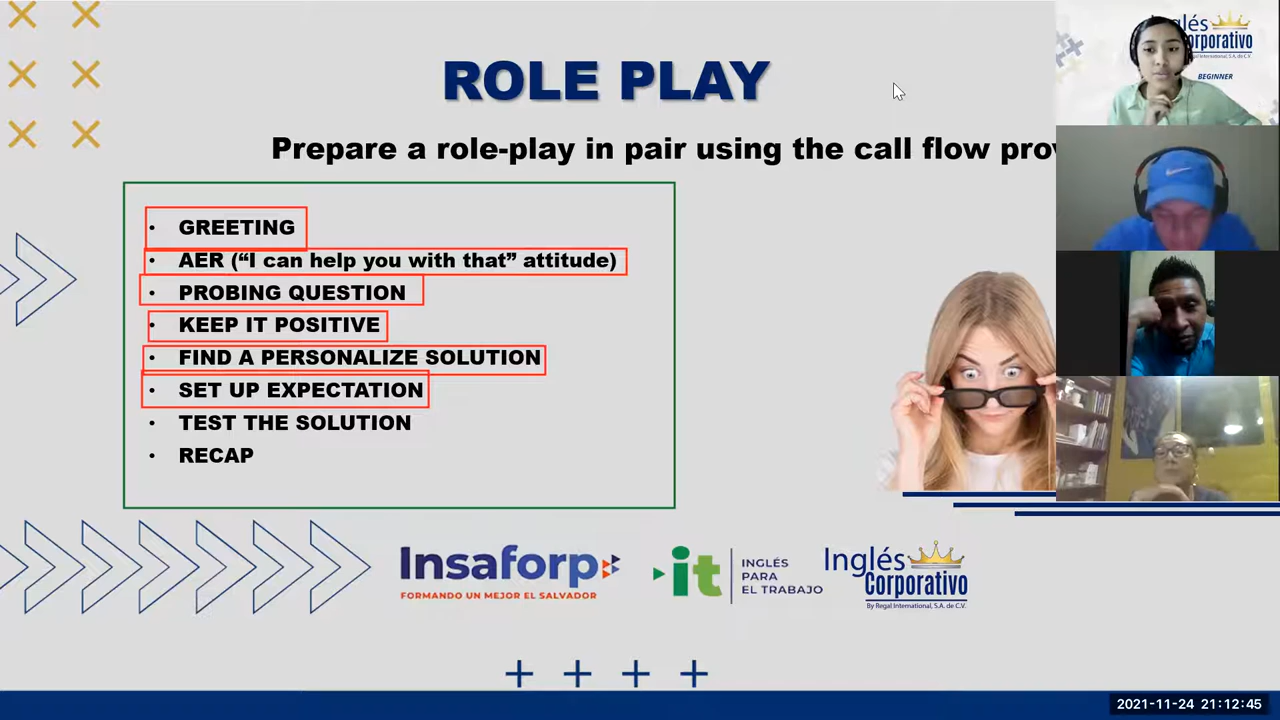 ROLE PLAY
Prepare a role-play in pair using the call flow
• GREETING
• AER (“I can help you with that” attitude)
• PROBING QUESTION
• KEEP IT POSITIVE
• FIND A PERSONALIZE SOLUTION
• SET UP EXPECTATION
• TEST THE SOLUTION
• RECAP
Insaforp
FORMANDO UN MEJOR EL SALVADOR
it
INGLÉS
PARA
EL TRABAJO
Inglés
Corporativo
By Regal International, S.A. de C.V.
BEGINNER
2021-11-24 21:12:45